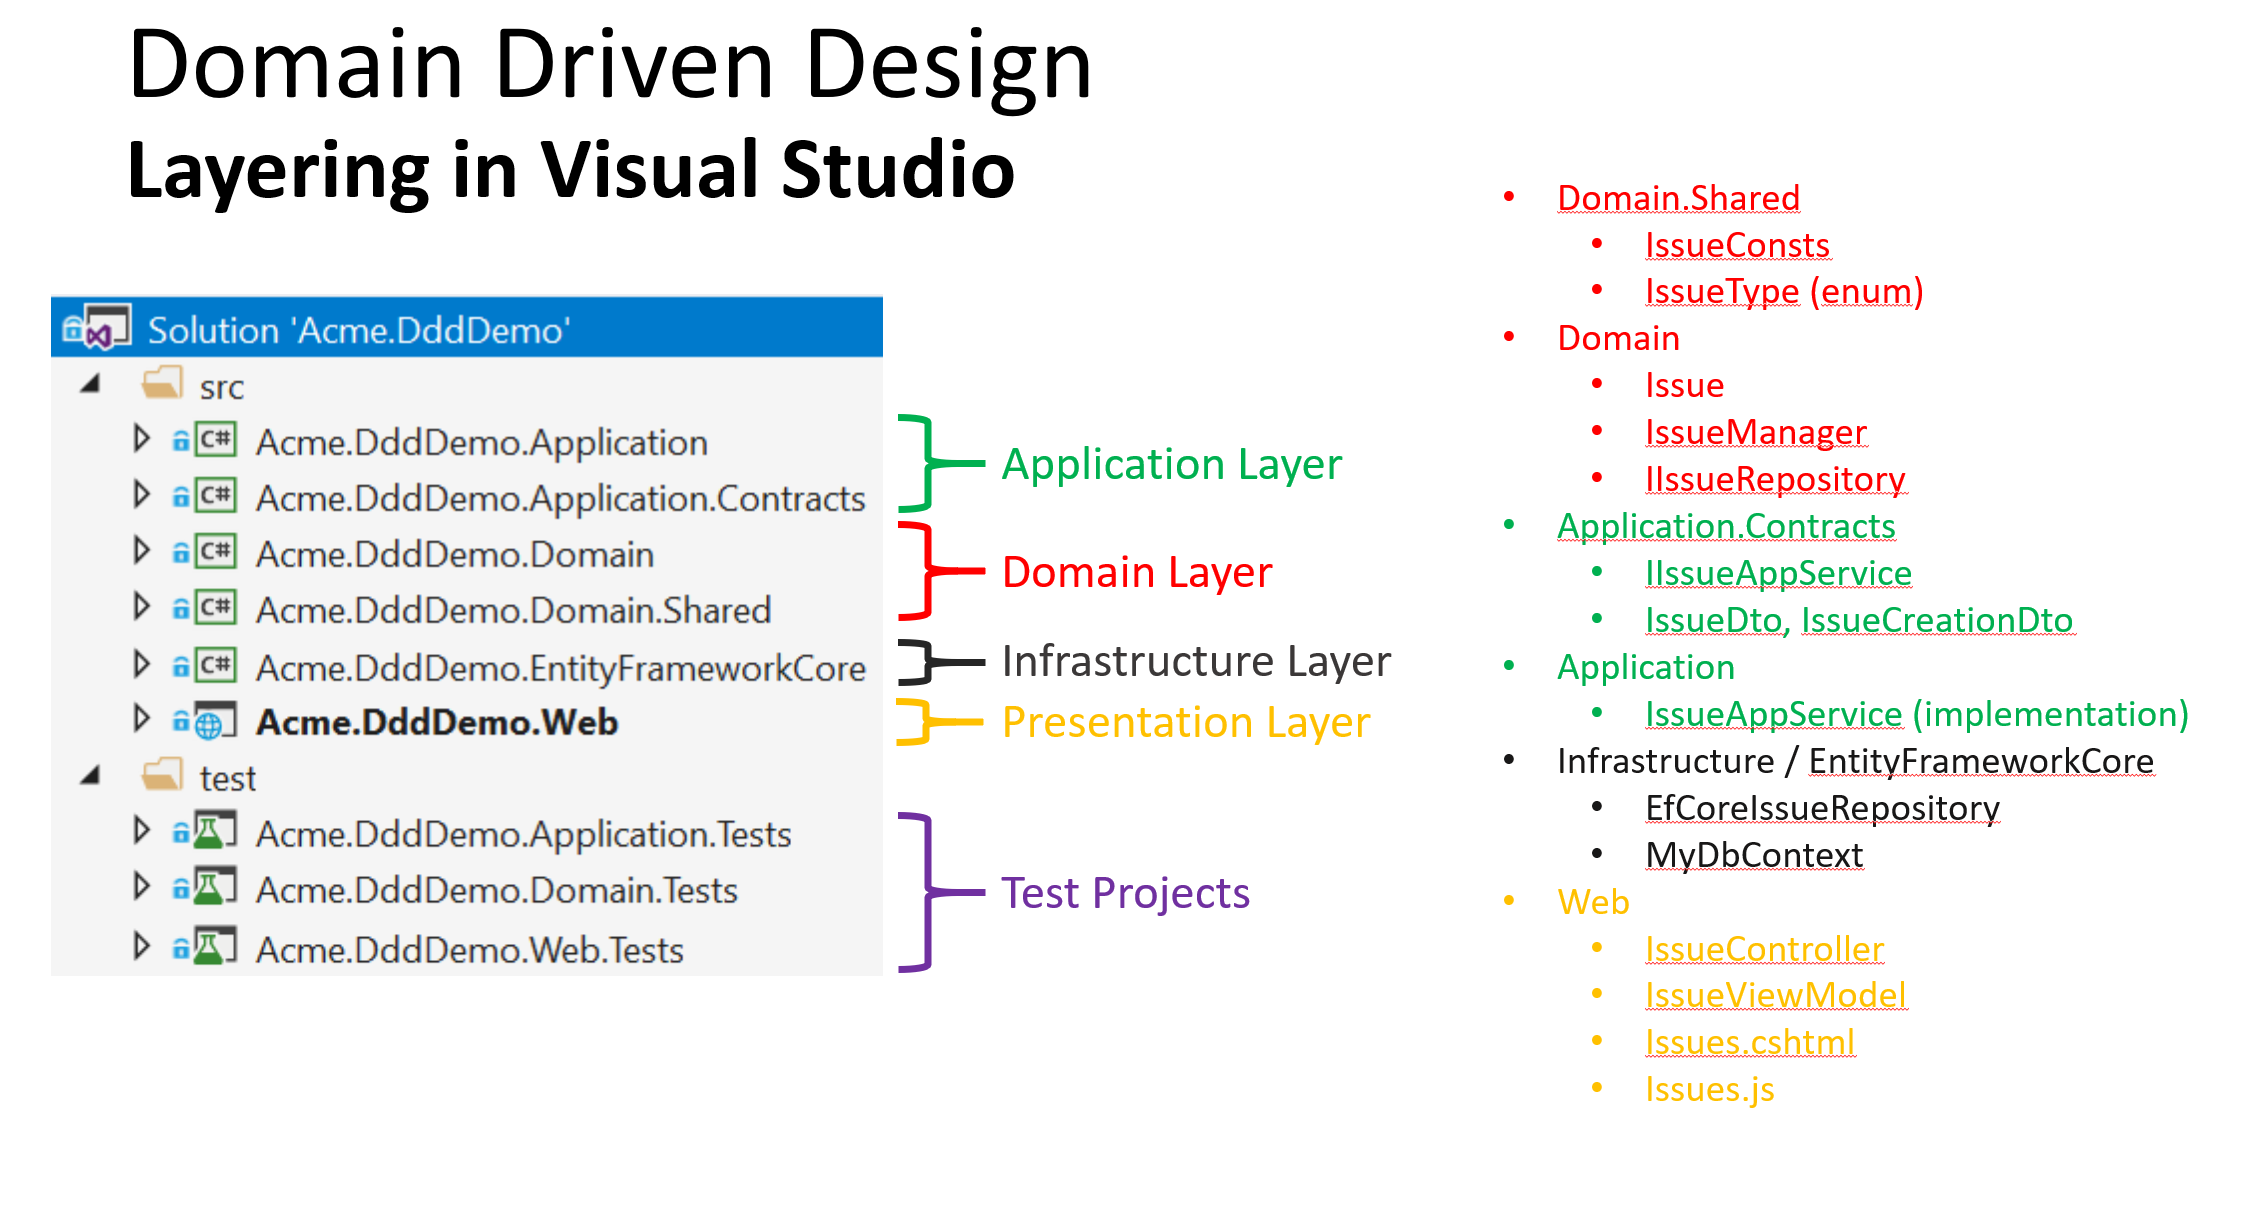 Domain Driven Design
Layering in Visual Studio
Solution 'Acme.DddDemo'
src
C# Acme.DddDemo.Application
C# Acme.DddDemo.Application.Contracts
C# Acme.DddDemo.Domain
C# Acme.DddDemo.Domain.Shared
C# Acme.DddDemo.EntityFrameworkCore
Acme.DddDemo.Web
test
Acme.DddDemo.Application.Tests
Acme.DddDemo.Domain.Tests
Acme.DddDemo.Web.Tests
Application Layer
Domain Layer
Infrastructure Layer
Presentation Layer
Test Projects
• Domain.Shared
• IssueConsts
• IssueType (enum)
• Domain
• Issue
• IssueManager
• IIssueRepository
• Application.Contracts
• IIssueAppService
• IssueDto, IssueCreationDto
• Application
• IssueAppService (implementation)
• Infrastructure / EntityFrameworkCore
• EfCoreIssueRepository
• MyDbContext
• Web
• IssueController
• IssueViewModel
• Issues.cshtml
• Issues.js